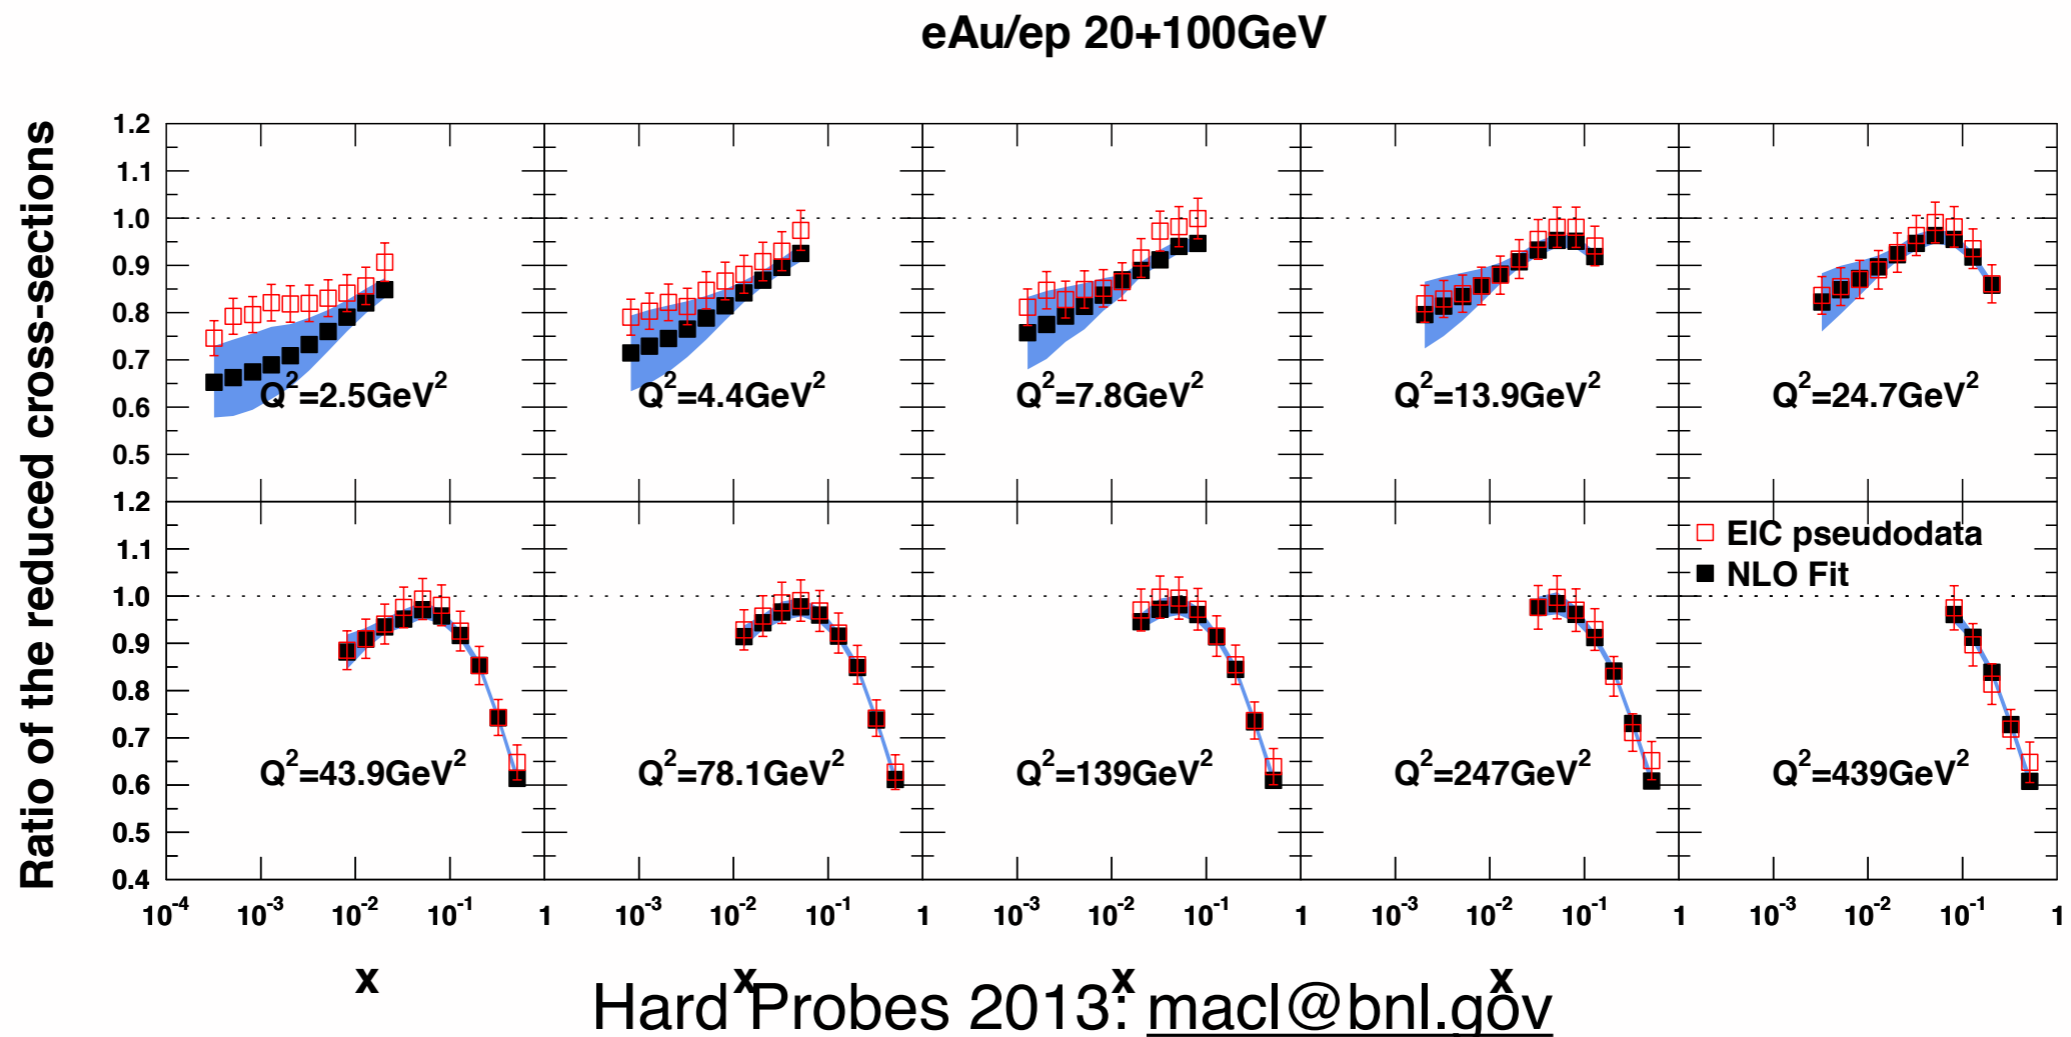 eAu/ep 20+100GeV
Ratio of the reduced cross-sections
1.2
1.1
1.0
0.9
0.8
0.7
0.6
0.5
Q²=2.5GeV²
Q²=4.4GeV²
Q²=7.8GeV²
Q²=13.9GeV²
Q²=24.7GeV²
1.2
1.1
1.0
0.9
0.8
0.7
0.6
0.5
0.4
EIC pseudodata
NLO Fit
Q²=43.9GeV²
Q²=78.1GeV²
Q²=139GeV²
Q²=247GeV²
Q²=439GeV²
10⁻⁴ 10⁻³ 10⁻² 10⁻¹ 1 10⁻³ 10⁻² 10⁻¹ 1 10⁻³ 10⁻² 10⁻¹ 1 10⁻³ 10⁻² 10⁻¹ 1 10⁻³ 10⁻² 10⁻¹ 1
x x x x
Hard Probes 2013: macl@bnl.gov